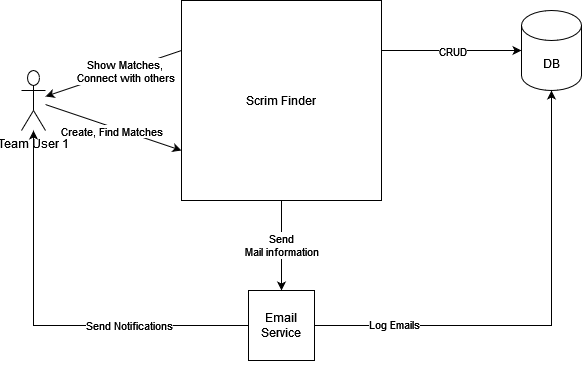 Show Matches,
Connect with others
CRUD
DB
Scrim Finder
Create, Find Matches
Team User 1
Send
Mail information
Email
Service
Send Notifications
Log Emails